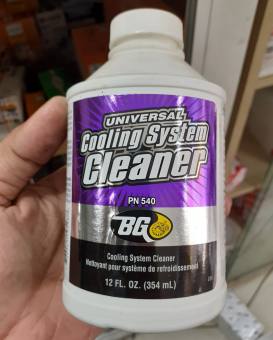 UNIVERSAL
Cooling System
Cleaner
PN 540
BG
Cooling System Cleaner
Nettoyant pour système de refroidissement
12 FL. OZ. (354 mL)